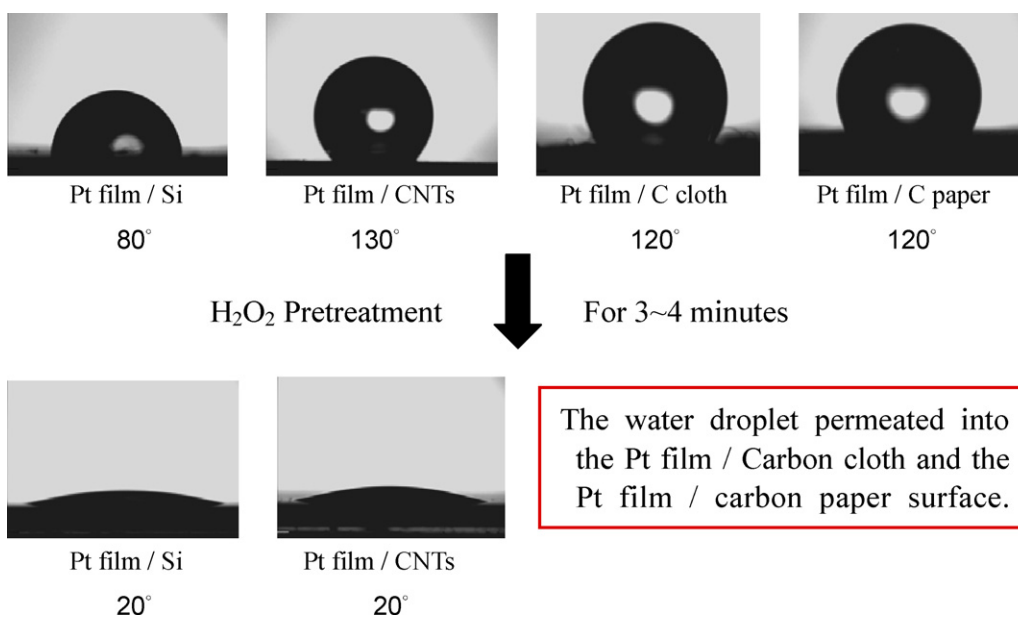 Pt film / Si
Pt film / CNTs
Pt film / C cloth
Pt film / C paper
80°
130°
120°
120°
H₂O₂ Pretreatment
For 3~4 minutes
The water droplet permeated into
the Pt film / Carbon cloth and the
Pt film / carbon paper surface.
Pt film / Si
Pt film / CNTs
20°
20°